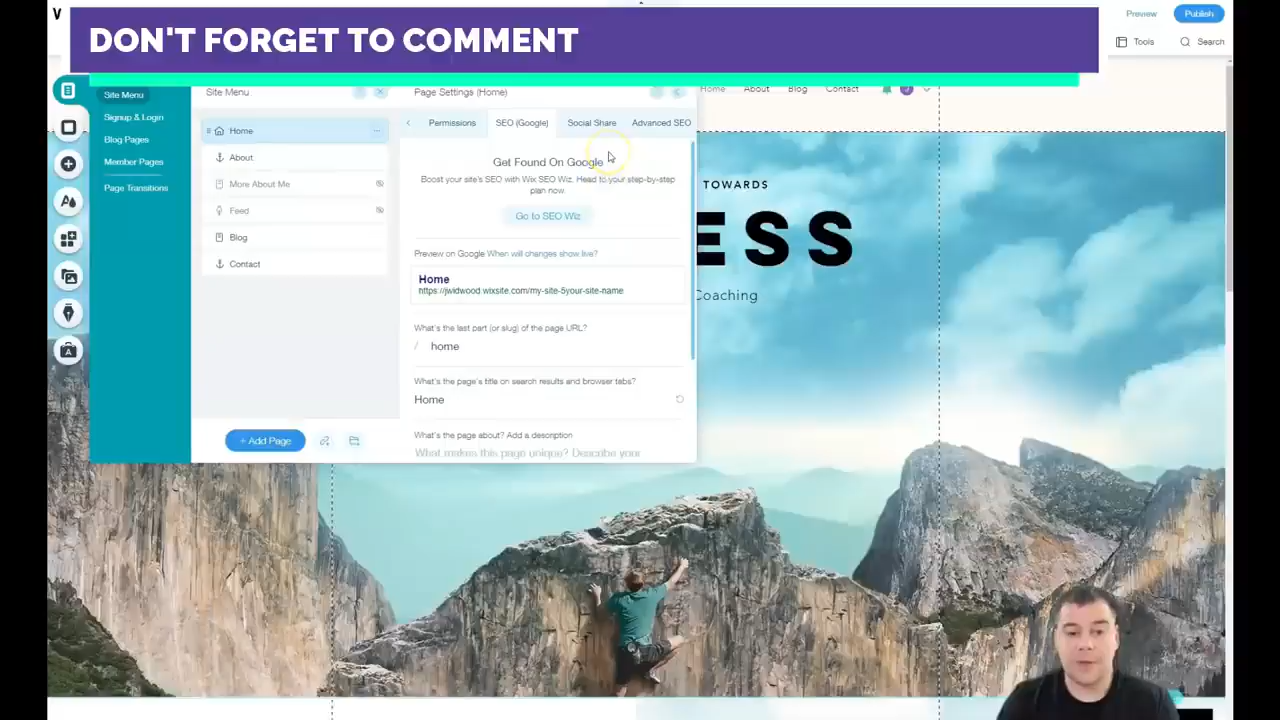 DON'T FORGET TO COMMENT
Preview
Publish
Tools
Search
Site Menu
Signup & Login
Blog Pages
Member Pages
Page Transitions
Site Menu
Home
About
More About Me
Feed
Blog
Contact
+ Add Page
Page Settings (Home)
Permissions
SEO (Google)
Social Share
Advanced SEO
Get Found On Google
Boost your site's SEO with Wix SEO Wiz. Head to your step-by-step
plan now.
Go to SEO Wiz
Preview on Google When will changes show live?
Home
https://jwidwood.wixsite.com/my-site-5your-site-name
What's the last part (or slug) of the page URL?
/ home
What's the page's title on search results and browser tabs?
Home
What's the page about? Add a description
What makes this page unique? Describe your
Home About Blog Contact
TOWARDS
ESS
Coaching